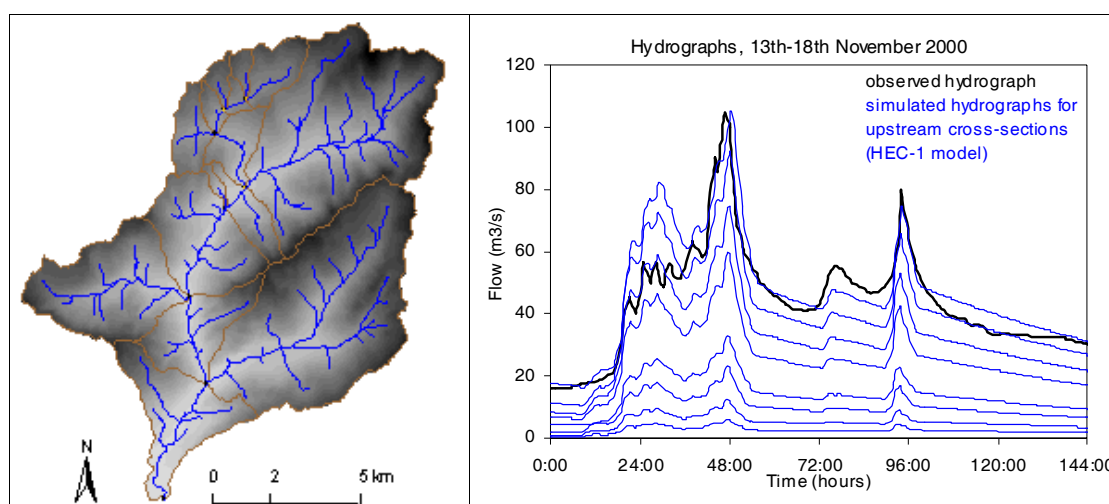 N
0 2 5 km
Hydrographs, 13th-18th November 2000
observed hydrograph
simulated hydrographs for
upstream cross-sections
(HEC-1 model)
Flow (m3/s)
120
100
80
60
40
20
0
0:00 24:00 48:00 72:00 96:00 120:00 144:00
Time (hours)